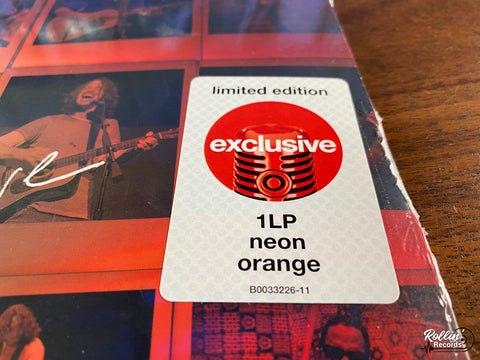 limited edition
exclusive
1LP
neon
orange
B0033226-11
Rollin'
Records